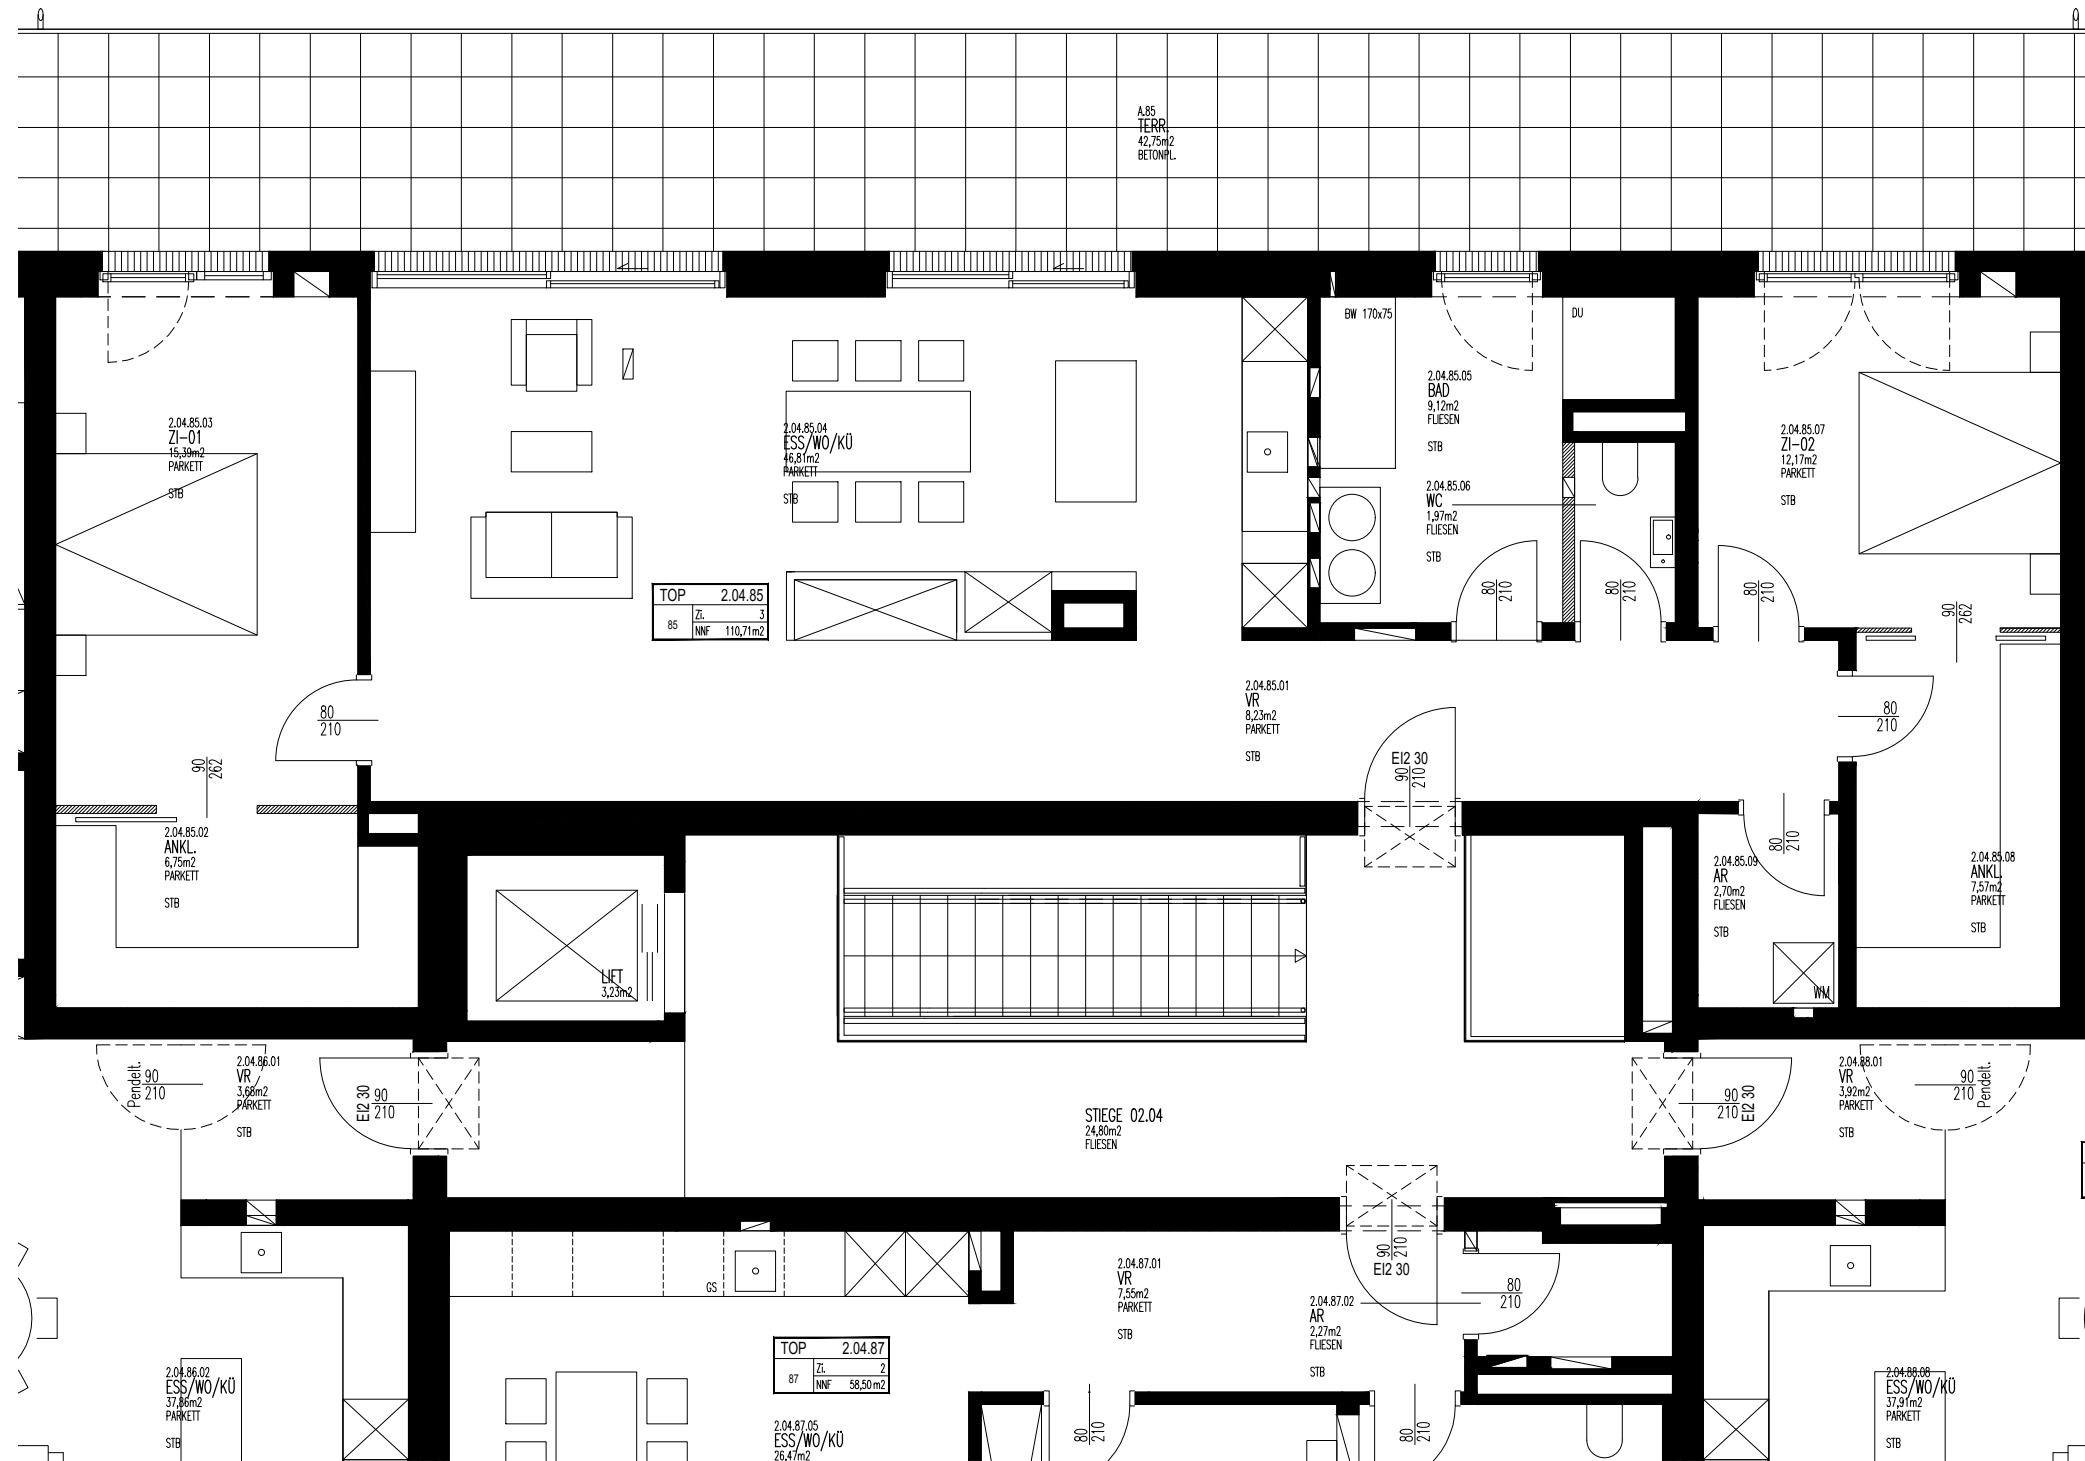 A.85
TERR.
42,75m2
BETONPL.
BW 170x75
DU
2.04.85.05
BAD
9,12m2
FLIESEN
STB
2.04.85.03
ZI-01
15,39m2
PARKETT
STB
2.04.85.04
ESS/WO/KÜ
46,81m2
PARKETT
STB
2.04.85.07
ZI-02
12,17m2
PARKETT
STB
2.04.85.06
WC
1,97m2
FLIESEN
STB
80
210
80
210
80
210
90
262
TOP 2.04.85
85
Zi. 3
NNF 110,71m2
2.04.85.01
VR
8,23m2
PARKETT
STB
80
210
80
210
90
262
EI2 30
90
210
2.04.85.02
ANKL.
6,75m2
PARKETT
STB
80
210
2.04.85.09
AR
2,70m2
FLIESEN
STB
2.04.85.08
ANKL.
7,57m2
PARKETT
STB
LIFT
3,23m2
WM
Pendelt.
90
210
2.04.86.01
VR
3,68m2
PARKETT
STB
EI2 30
90
210
STIEGE 02.04
24,80m2
FLIESEN
90
210
EI2 30
2.04.88.01
VR
3,92m2
PARKETT
STB
90
210
Pendelt.
90
210
EI2 30
GS
2.04.87.01
VR
7,55m2
PARKETT
STB
2.04.87.02
AR
2,27m2
FLIESEN
STB
80
210
TOP 2.04.87
87
Zi. 2
NNF 58,50m2
2.04.86.02
ESS/WO/KÜ
37,86m2
PARKETT
STB
2.04.87.05
ESS/WO/KÜ
26,47m2
80
210
80
210
2.04.88.08
ESS/WO/KÜ
37,91m2
PARKETT
STB